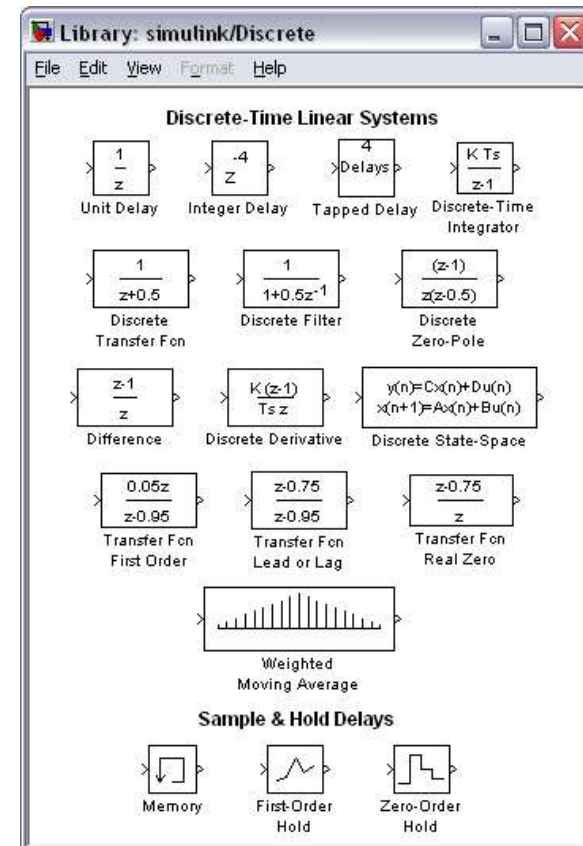 Library: simulink/Discrete
File Edit View Format Help
Discrete-Time Linear Systems
1
z
Unit Delay
-4
Z
Integer Delay
4
Delays
Tapped Delay
K Ts
z-1
Discrete-Time
Integrator
1
z+0.5
Discrete
Transfer Fcn
1
1+0.5z⁻¹
Discrete Filter
(z-1)
z(z-0.5)
Discrete
Zero-Pole
z-1
z
Difference
K (z-1)
Ts z
Discrete Derivative
y(n)=Cx(n)+Du(n)
x(n+1)=Ax(n)+Bu(n)
Discrete State-Space
0.05z
z-0.95
Transfer Fcn
First Order
z-0.75
z-0.95
Transfer Fcn
Lead or Lag
z-0.75
z
Transfer Fcn
Real Zero
Weighted
Moving Average
Sample & Hold Delays
Memory
First-Order
Hold
Zero-Order
Hold